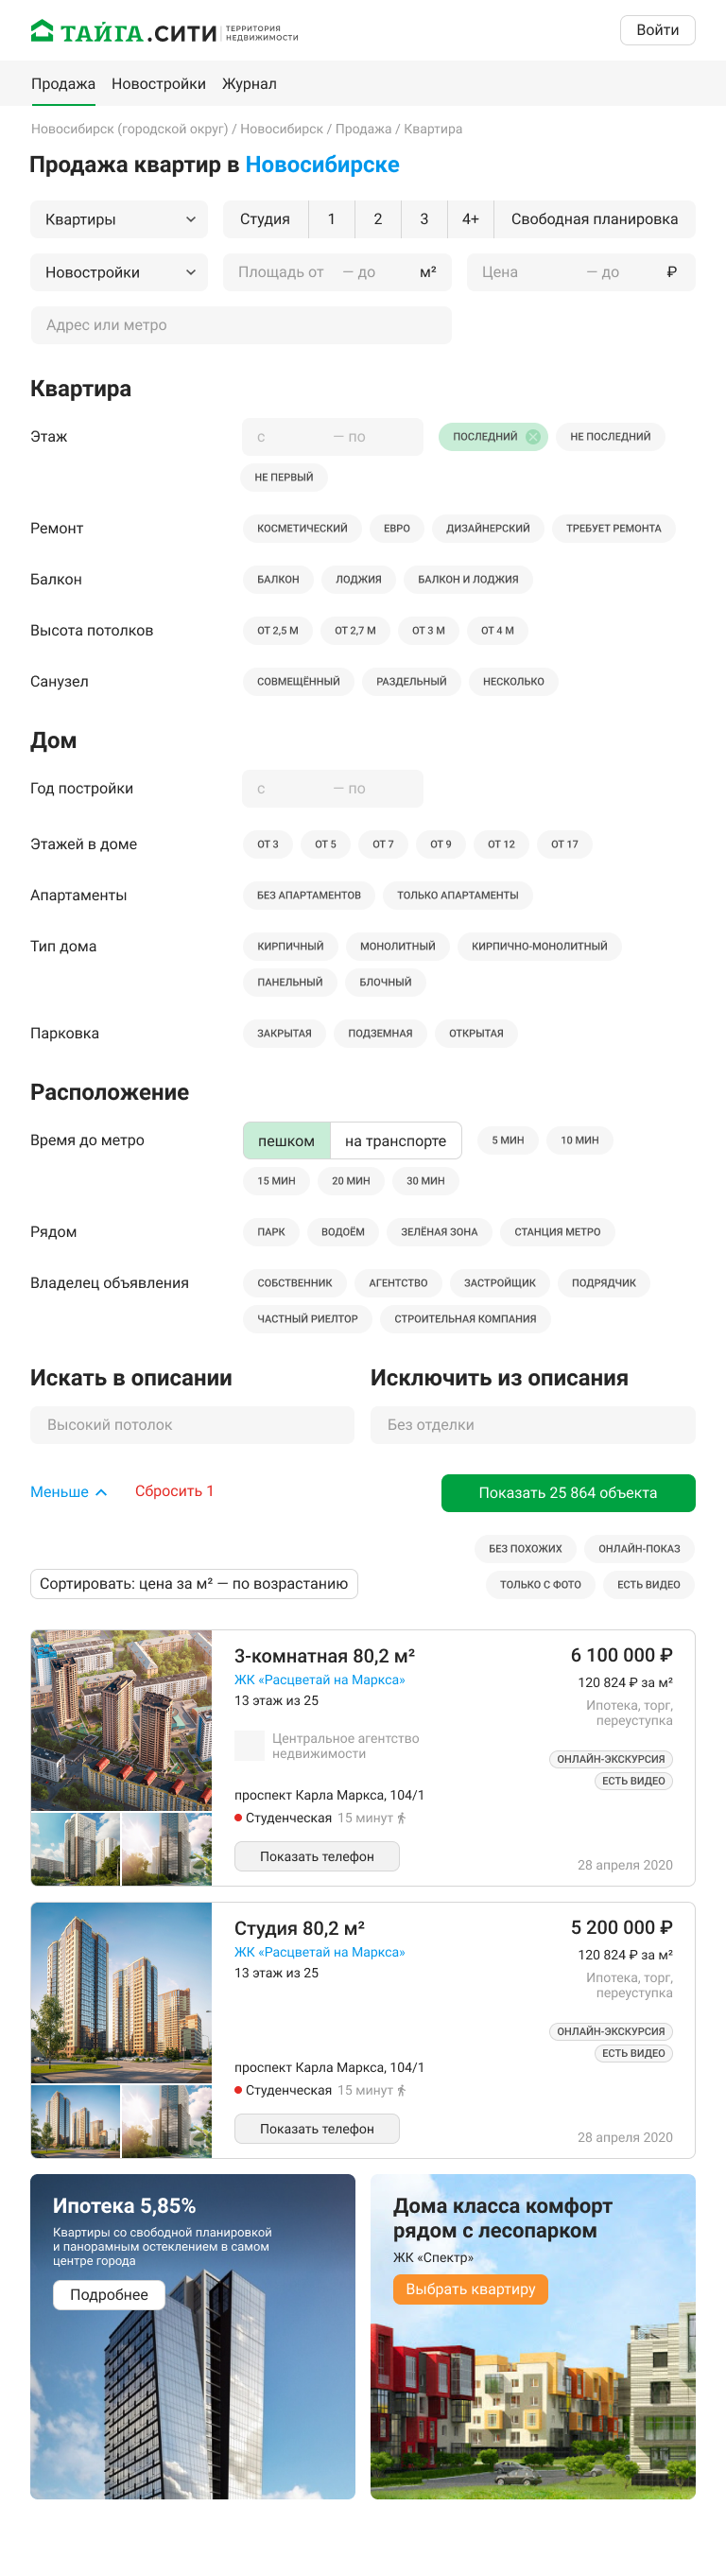 ТАЙГА.СИТИ ТЕРРИТОРИЯ НЕДВИЖИМОСТИ
Войти
Продажа Новостройки Журнал
Новосибирск (городской округ) / Новосибирск / Продажа / Квартира
Продажа квартир в Новосибирске
Квартиры Студия 1 2 3 4+ Свободная планировка
Новостройки Площадь от — до м² Цена — до ₽
Адрес или метро
Квартира
Этаж с — по ПОСЛЕДНИЙ НЕ ПОСЛЕДНИЙ
НЕ ПЕРВЫЙ
Ремонт КОСМЕТИЧЕСКИЙ ЕВРО ДИЗАЙНЕРСКИЙ ТРЕБУЕТ РЕМОНТА
Балкон БАЛКОН ЛОДЖИЯ БАЛКОН И ЛОДЖИЯ
Высота потолков ОТ 2,5 М ОТ 2,7 М ОТ 3 М ОТ 4 М
Санузел СОВМЕЩЁННЫЙ РАЗДЕЛЬНЫЙ НЕСКОЛЬКО
Дом
Год постройки с — по
Этажей в доме ОТ 3 ОТ 5 ОТ 7 ОТ 9 ОТ 12 ОТ 17
Апартаменты БЕЗ АПАРТАМЕНТОВ ТОЛЬКО АПАРТАМЕНТЫ
Тип дома КИРПИЧНЫЙ МОНОЛИТНЫЙ КИРПИЧНО-МОНОЛИТНЫЙ
ПАНЕЛЬНЫЙ БЛОЧНЫЙ
Парковка ЗАКРЫТАЯ ПОДЗЕМНАЯ ОТКРЫТАЯ
Расположение
Время до метро пешком на транспорте 5 МИН 10 МИН
15 МИН 20 МИН 30 МИН
Рядом ПАРК ВОДОЁМ ЗЕЛЁНАЯ ЗОНА СТАНЦИЯ МЕТРО
Владелец объявления СОБСТВЕННИК АГЕНТСТВО ЗАСТРОЙЩИК ПОДРЯДЧИК
ЧАСТНЫЙ РИЕЛТОР СТРОИТЕЛЬНАЯ КОМПАНИЯ
Искать в описании Исключить из описания
Высокий потолок Без отделки
Меньше Сбросить 1 Показать 25 864 объекта
БЕЗ ПОХОЖИХ ОНЛАЙН-ПОКАЗ
Сортировать: цена за м² — по возрастанию ТОЛЬКО С ФОТО ЕСТЬ ВИДЕО
3-комнатная 80,2 м² 6 100 000 ₽
ЖК «Расцветай на Маркса» 120 824 ₽ за м²
13 этаж из 25 Ипотека, торг,
переуступка
Центральное агентство
недвижимости
ОНЛАЙН-ЭКСКУРСИЯ
ЕСТЬ ВИДЕО
проспект Карла Маркса, 104/1
Студенческая 15 минут
Показать телефон 28 апреля 2020
Студия 80,2 м² 5 200 000 ₽
ЖК «Расцветай на Маркса» 120 824 ₽ за м²
13 этаж из 25 Ипотека, торг,
переуступка
ОНЛАЙН-ЭКСКУРСИЯ
ЕСТЬ ВИДЕО
проспект Карла Маркса, 104/1
Студенческая 15 минут
Показать телефон 28 апреля 2020
Ипотека 5,85%
Квартиры со свободной планировкой
и панорамным остеклением в самом
центре города
Подробнее
Дома класса комфорт
рядом с лесопарком
ЖК «Спектр»
Выбрать квартиру